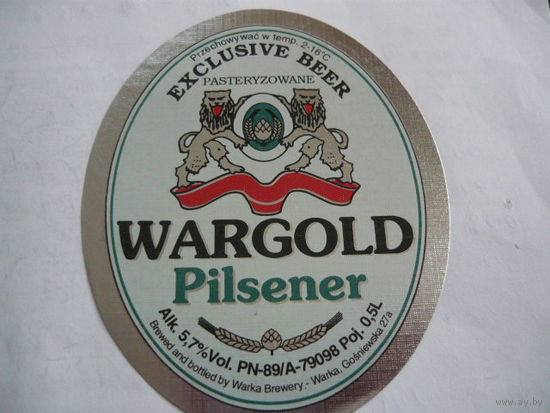 Przechowywać w temp. 2-16°C
EXCLUSIVE BEER
PASTERYZOWANE
WARGOLD
Pilsener
Alk. 5,7%Vol. PN-89/A-79098 Poj. 0,5L
Brewed and bottled by Warka Brewery.- Warka, Gośniewska 27a
www.ay.by